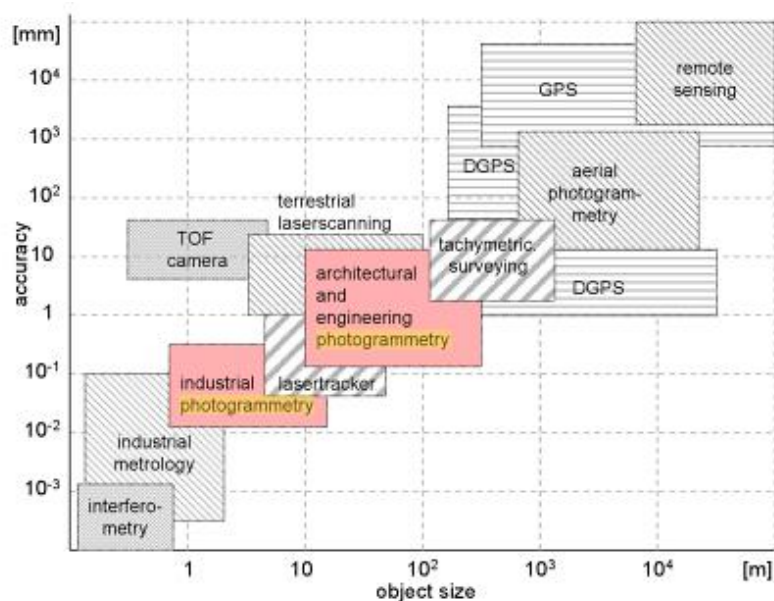 [mm]
10⁴
10³
10²
10
1
10⁻¹
10⁻²
10⁻³
accuracy
remote
sensing
GPS
DGPS
aerial
photogram-
metry
terrestrial
laserscanning
TOF
camera
tachymetric.
surveying
architectural
and
engineering
photogrammetry
DGPS
industrial
photogrammetry
lasertracker
industrial
metrology
interfero-
metry
1
10
10²
10³
10⁴
[m]
object size